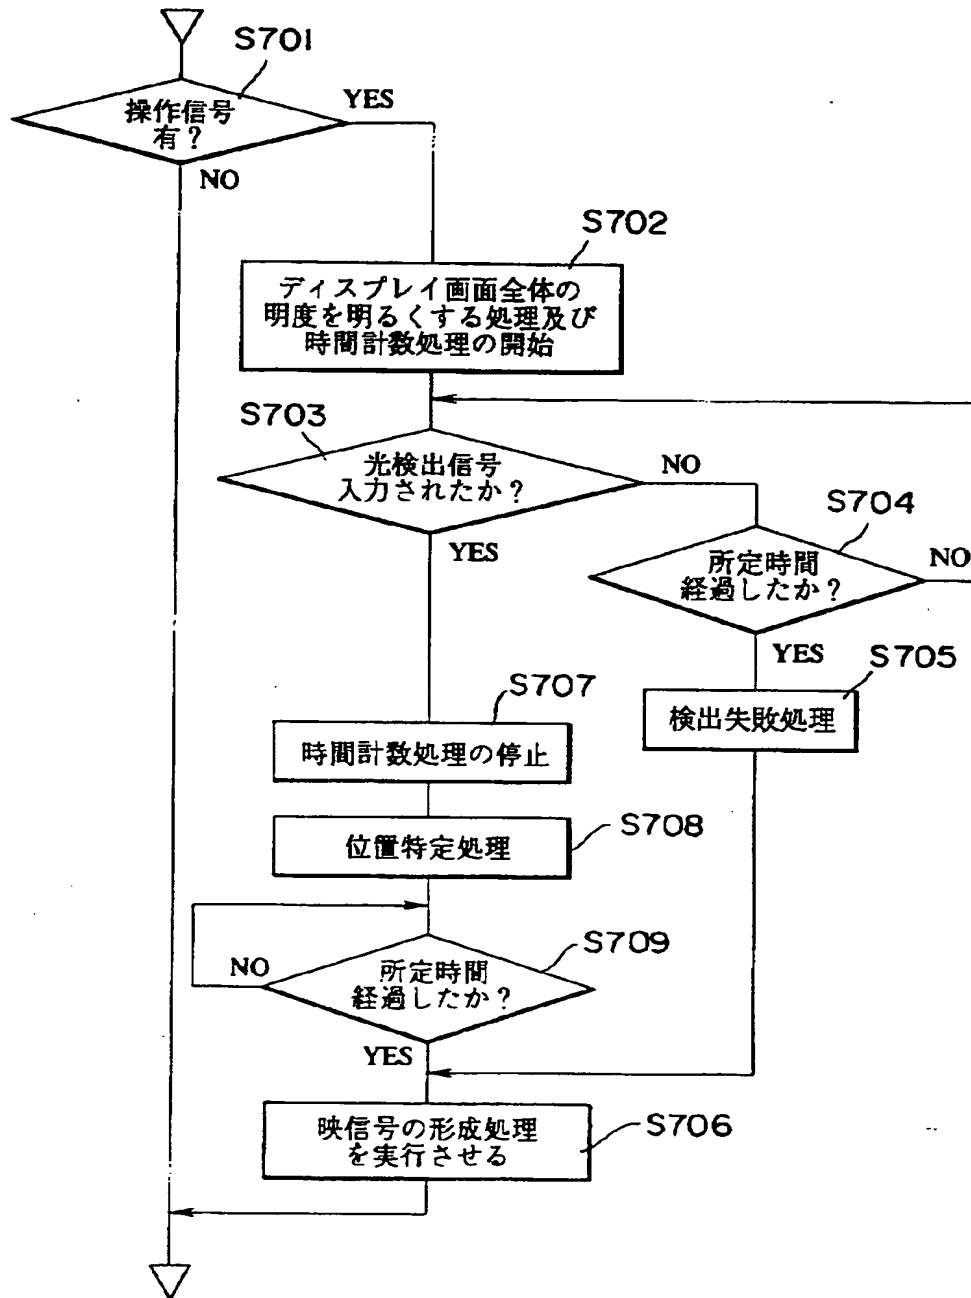 S701
操作信号
有?
YES
NO
S702
ディスプレイ画面全体の
明度を明るくする処理及び
時間計数処理の開始
S703
光検出信号
入力されたか?
NO
YES
S704
所定時間
経過したか?
NO
YES
S705
検出失敗処理
S707
時間計数処理の停止
位置特定処理
S708
S709
NO
所定時間
経過したか?
YES
映信号の形成処理
を実行させる
S706